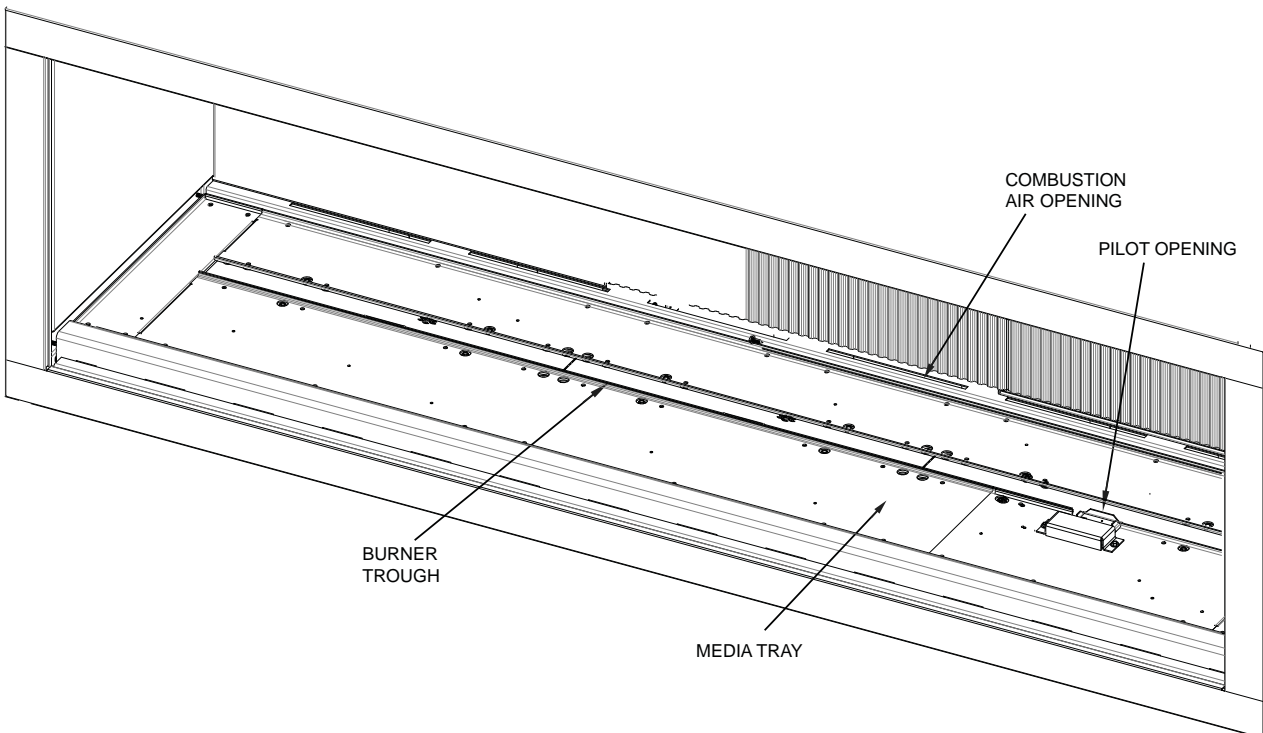 COMBUSTION
AIR OPENING
PILOT OPENING
BURNER
TROUGH
MEDIA TRAY